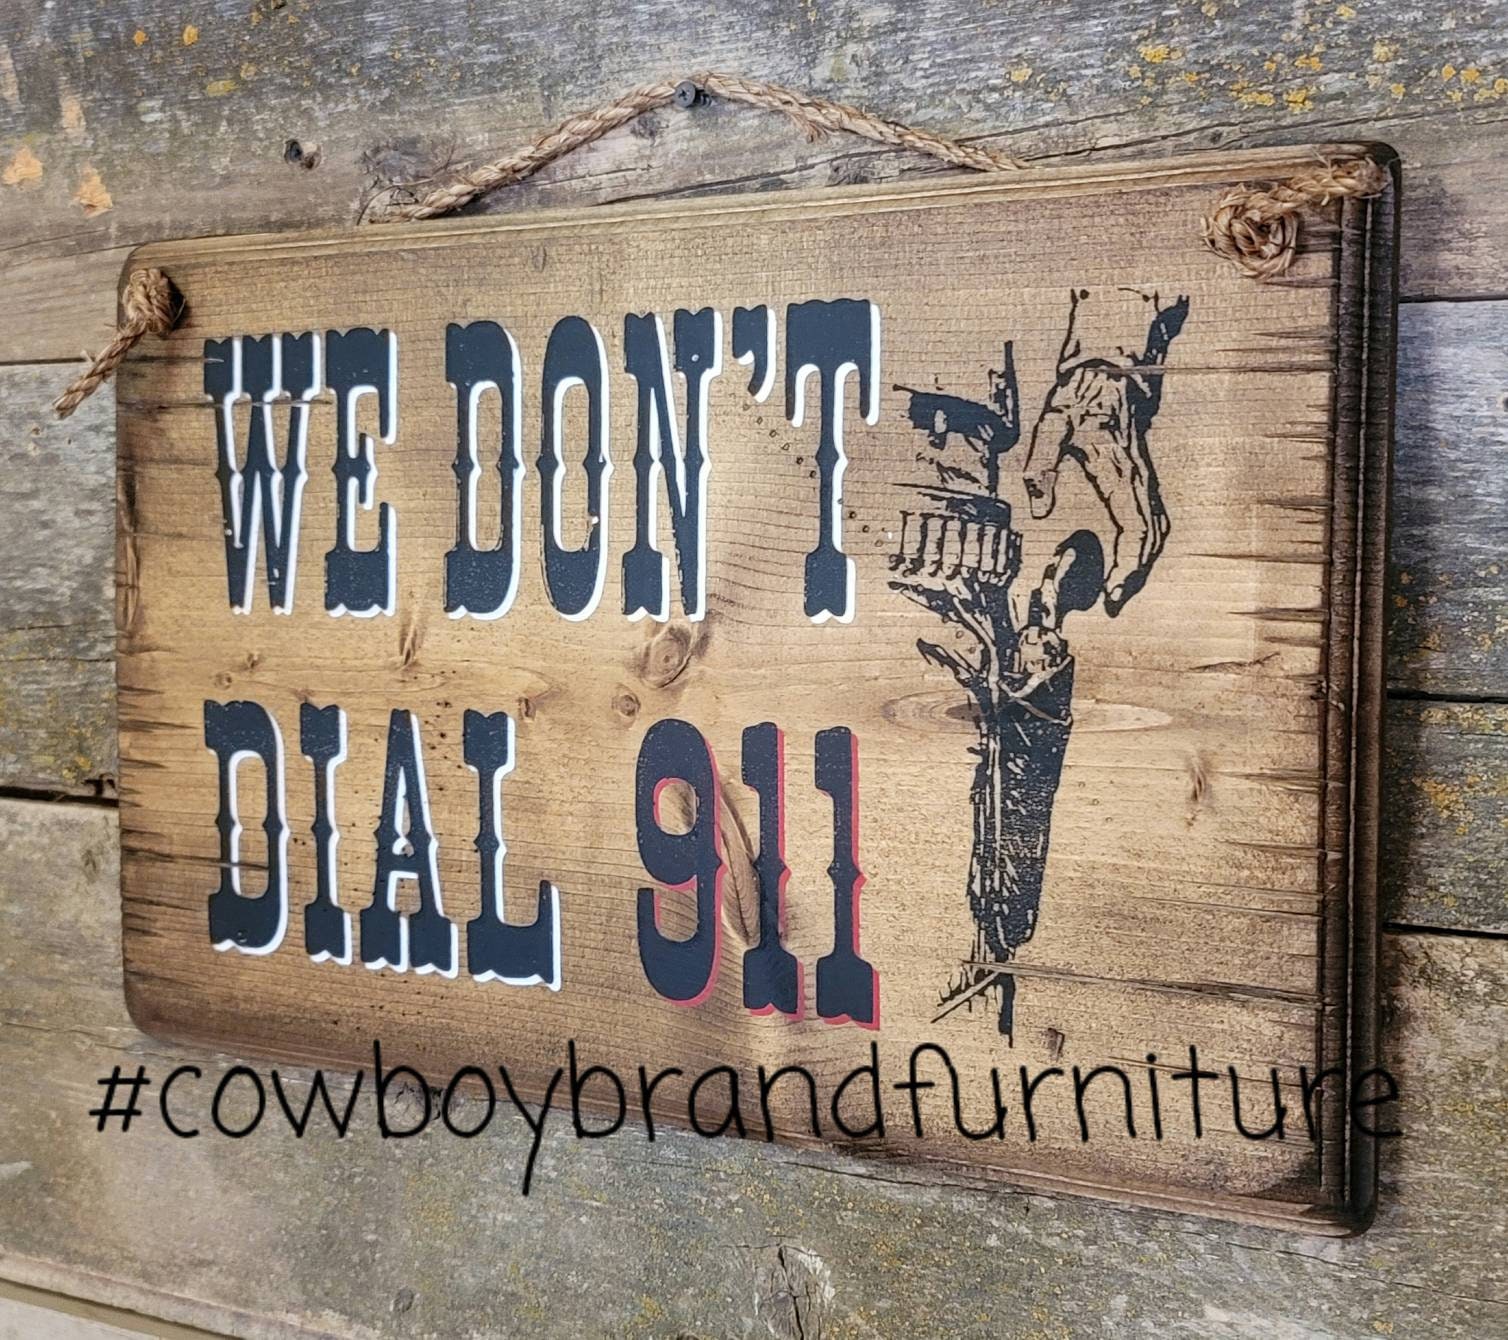 WE DON'T
DIAL 911
#cowboybrandfurniture